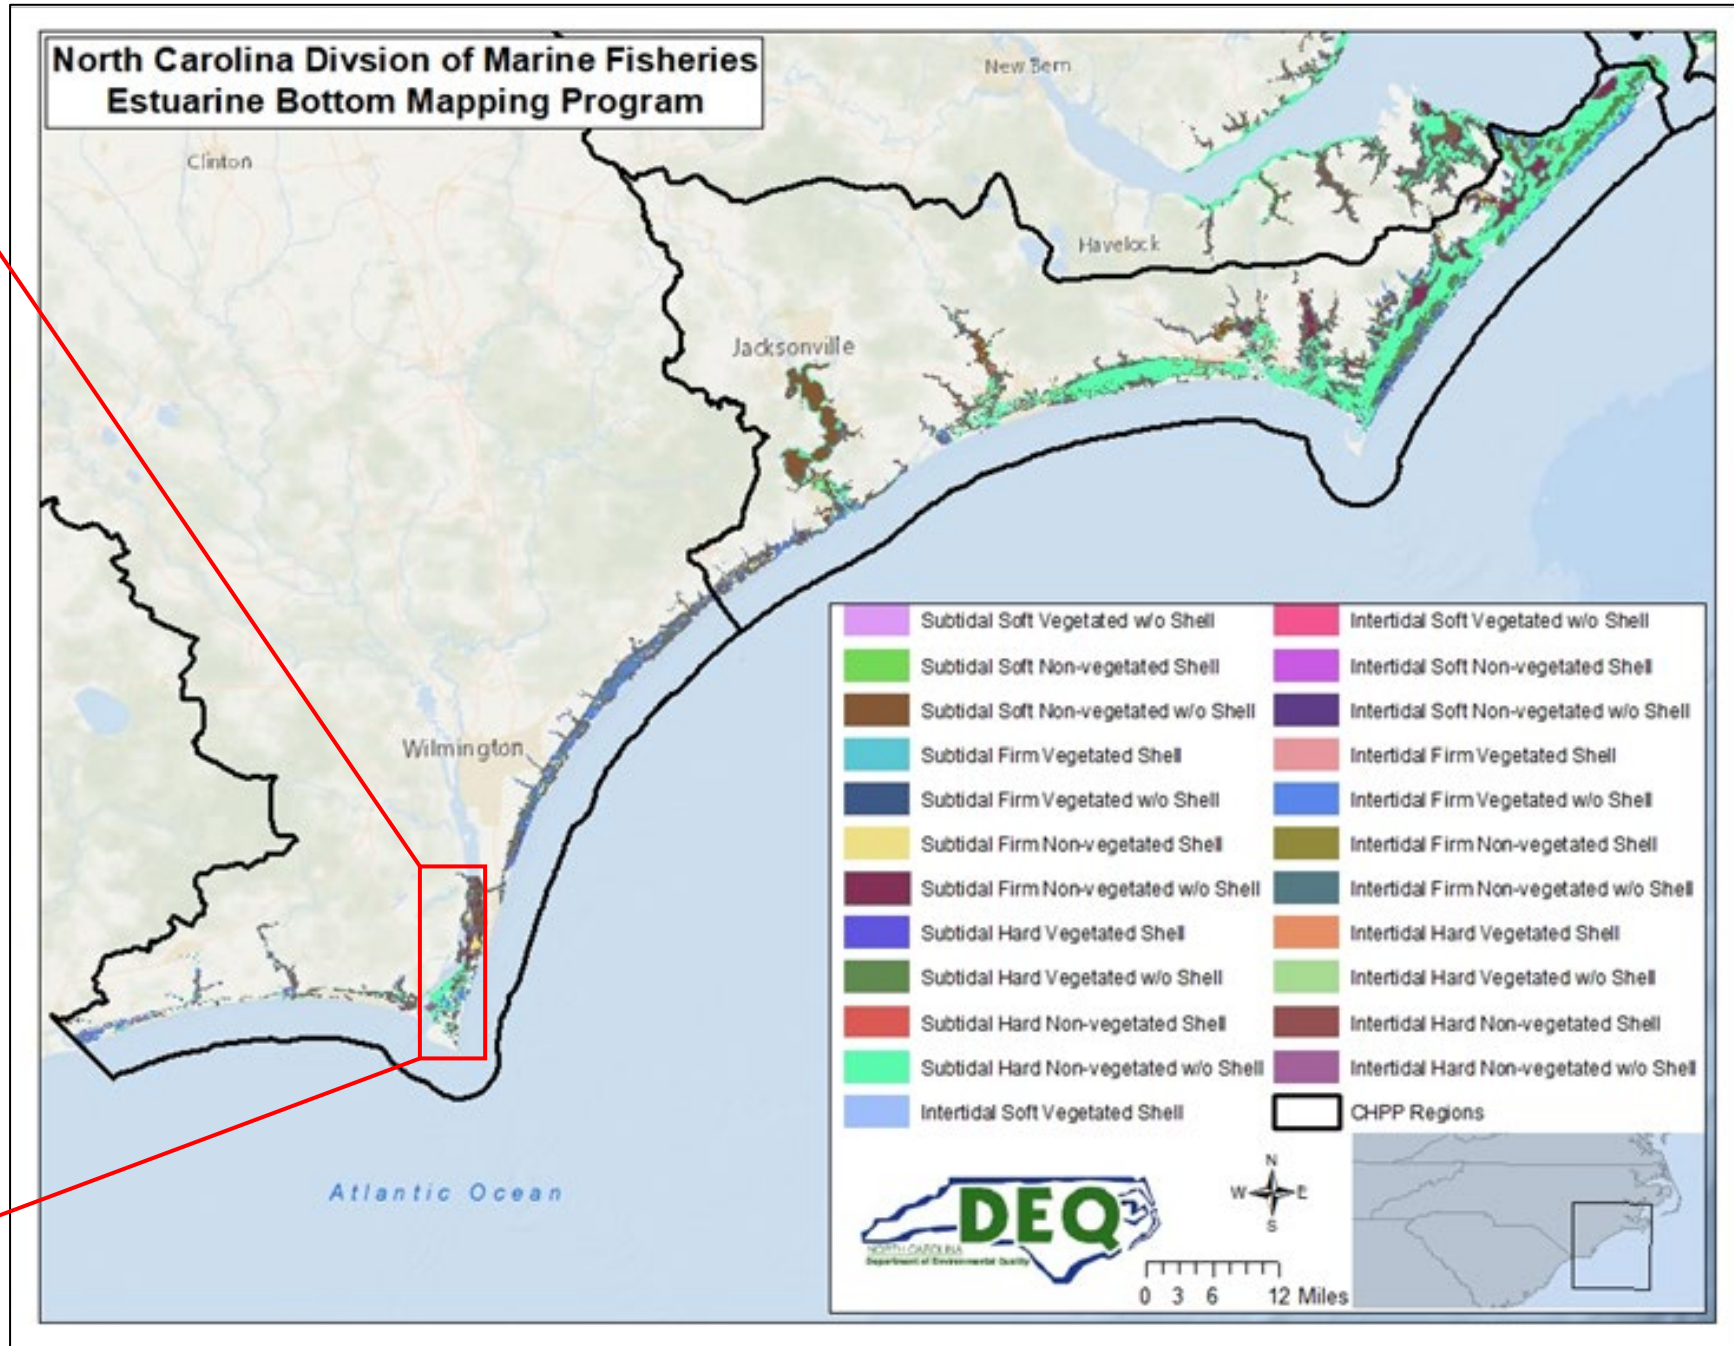 North Carolina Divsion of Marine Fisheries
Estuarine Bottom Mapping Program
New Bern
Clinton
Havelock
Jacksonville
Wilmington
Atlantic Ocean
Subtidal Soft Vegetated w/o Shell
Subtidal Soft Non-vegetated Shell
Subtidal Soft Non-vegetated w/o Shell
Subtidal Firm Vegetated Shell
Subtidal Firm Vegetated w/o Shell
Subtidal Firm Non-vegetated Shell
Subtidal Firm Non-vegetated w/o Shell
Subtidal Hard Vegetated Shell
Subtidal Hard Vegetated w/o Shell
Subtidal Hard Non-vegetated Shell
Subtidal Hard Non-vegetated w/o Shell
Intertidal Soft Vegetated Shell
Intertidal Soft Vegetated w/o Shell
Intertidal Soft Non-vegetated Shell
Intertidal Soft Non-vegetated w/o Shell
Intertidal Firm Vegetated Shell
Intertidal Firm Vegetated w/o Shell
Intertidal Firm Non-vegetated Shell
Intertidal Firm Non-vegetated w/o Shell
Intertidal Hard Vegetated Shell
Intertidal Hard Vegetated w/o Shell
Intertidal Hard Non-vegetated Shell
Intertidal Hard Non-vegetated w/o Shell
CHPP Regions
DEQ
NORTH CAROLINA
Department of Environmental Quality
N
W E
S
0 3 6 12 Miles